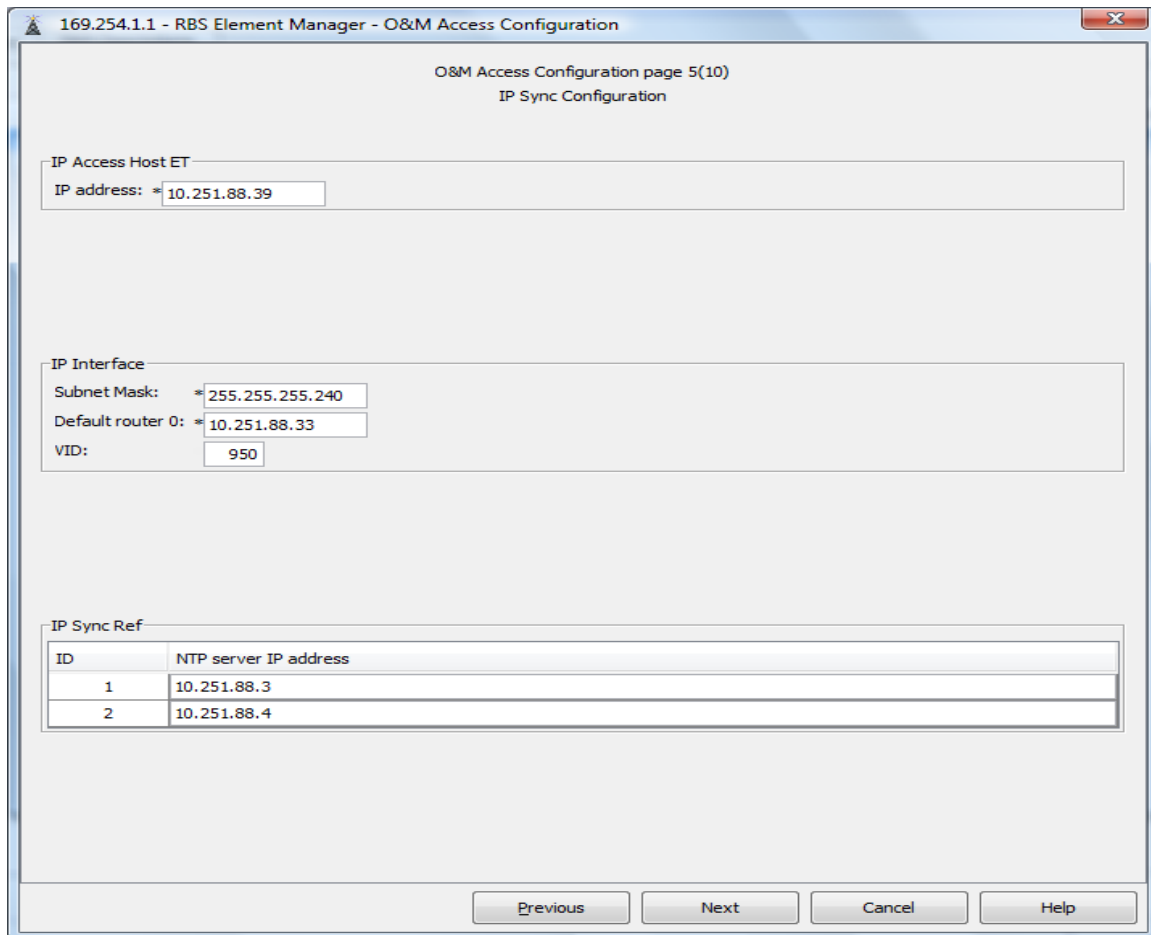 169.254.1.1 - RBS Element Manager - O&M Access Configuration
O&M Access Configuration page 5(10)
IP Sync Configuration
IP Access Host ET
IP address: * 10.251.88.39
IP Interface
Subnet Mask: * 255.255.255.240
Default router 0: * 10.251.88.33
VID: 950
IP Sync Ref
ID NTP server IP address
1 10.251.88.3
2 10.251.88.4
Previous Next Cancel Help